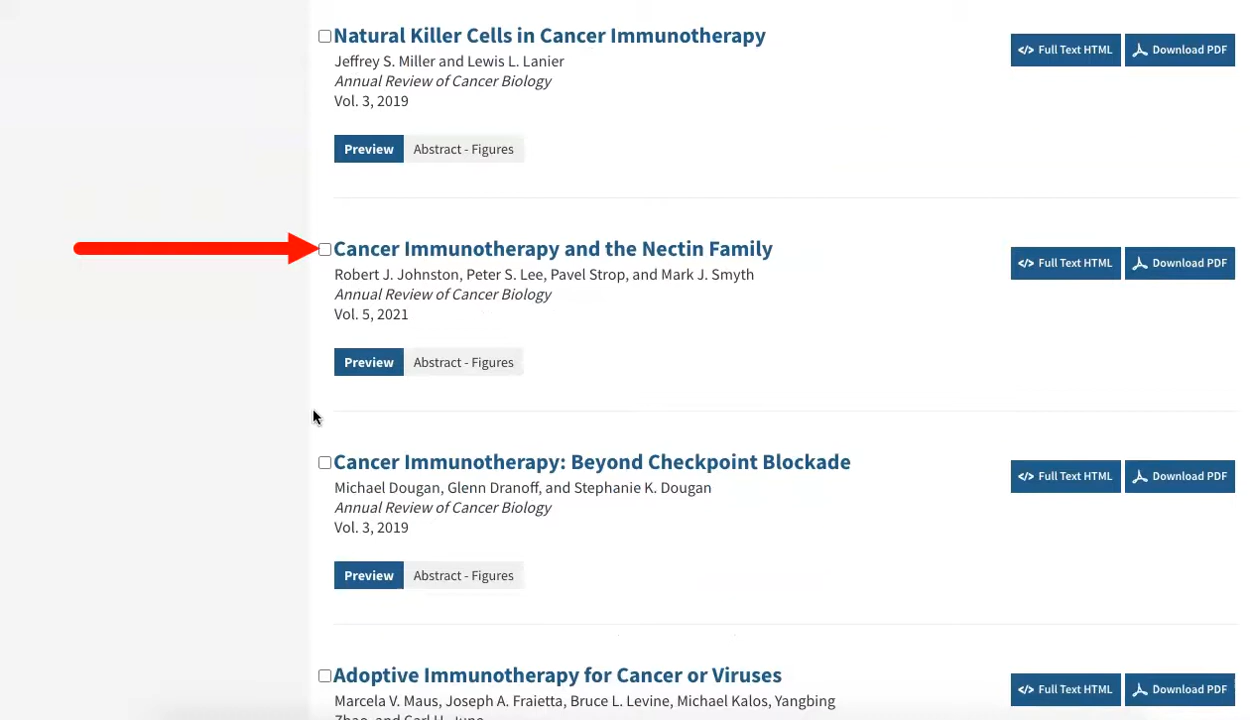 Natural Killer Cells in Cancer Immunotherapy
Jeffrey S. Miller and Lewis L. Lanier
Annual Review of Cancer Biology
Vol. 3, 2019
</> Full Text HTML
Download PDF
Preview
Abstract - Figures
Cancer Immunotherapy and the Nectin Family
Robert J. Johnston, Peter S. Lee, Pavel Strop, and Mark J. Smyth
Annual Review of Cancer Biology
Vol. 5, 2021
</> Full Text HTML
Download PDF
Preview
Abstract - Figures
Cancer Immunotherapy: Beyond Checkpoint Blockade
Michael Dougan, Glenn Dranoff, and Stephanie K. Dougan
Annual Review of Cancer Biology
Vol. 3, 2019
</> Full Text HTML
Download PDF
Preview
Abstract - Figures
Adoptive Immunotherapy for Cancer or Viruses
Marcela V. Maus, Joseph A. Fraietta, Bruce L. Levine, Michael Kalos, Yangbing
Zhao, and Carl H. June
</> Full Text HTML
Download PDF